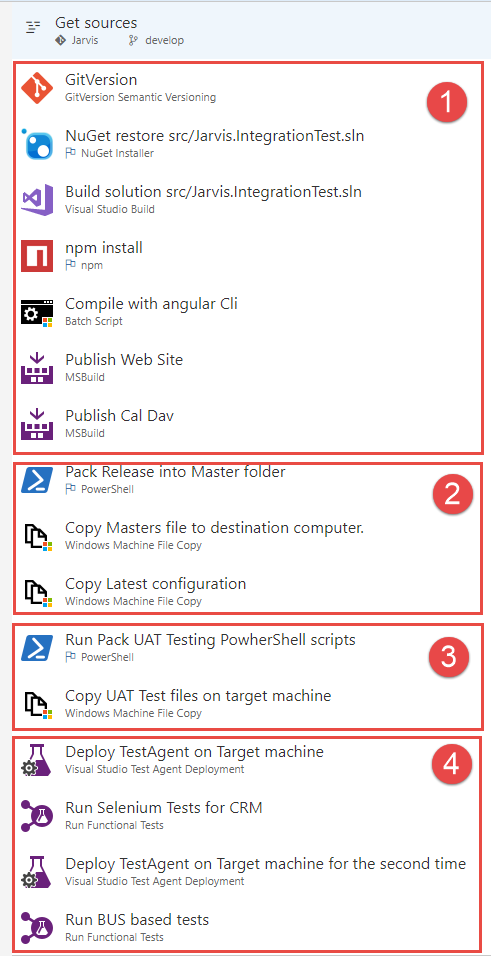 Get sources
Jarvis develop
GitVersion
GitVersion Semantic Versioning
1
NuGet restore src/Jarvis.IntegrationTest.sln
NuGet Installer
Build solution src/Jarvis.IntegrationTest.sln
Visual Studio Build
npm install
npm
Compile with angular Cli
Batch Script
Publish Web Site
MSBuild
Publish Cal Dav
MSBuild
Pack Release into Master folder
PowerShell
2
Copy Masters file to destination computer.
Windows Machine File Copy
Copy Latest configuration
Windows Machine File Copy
Run Pack UAT Testing PowherShell scripts
PowerShell
3
Copy UAT Test files on target machine
Windows Machine File Copy
Deploy TestAgent on Target machine
Visual Studio Test Agent Deployment
4
Run Selenium Tests for CRM
Run Functional Tests
Deploy TestAgent on Target machine for the second time
Visual Studio Test Agent Deployment
Run BUS based tests
Run Functional Tests